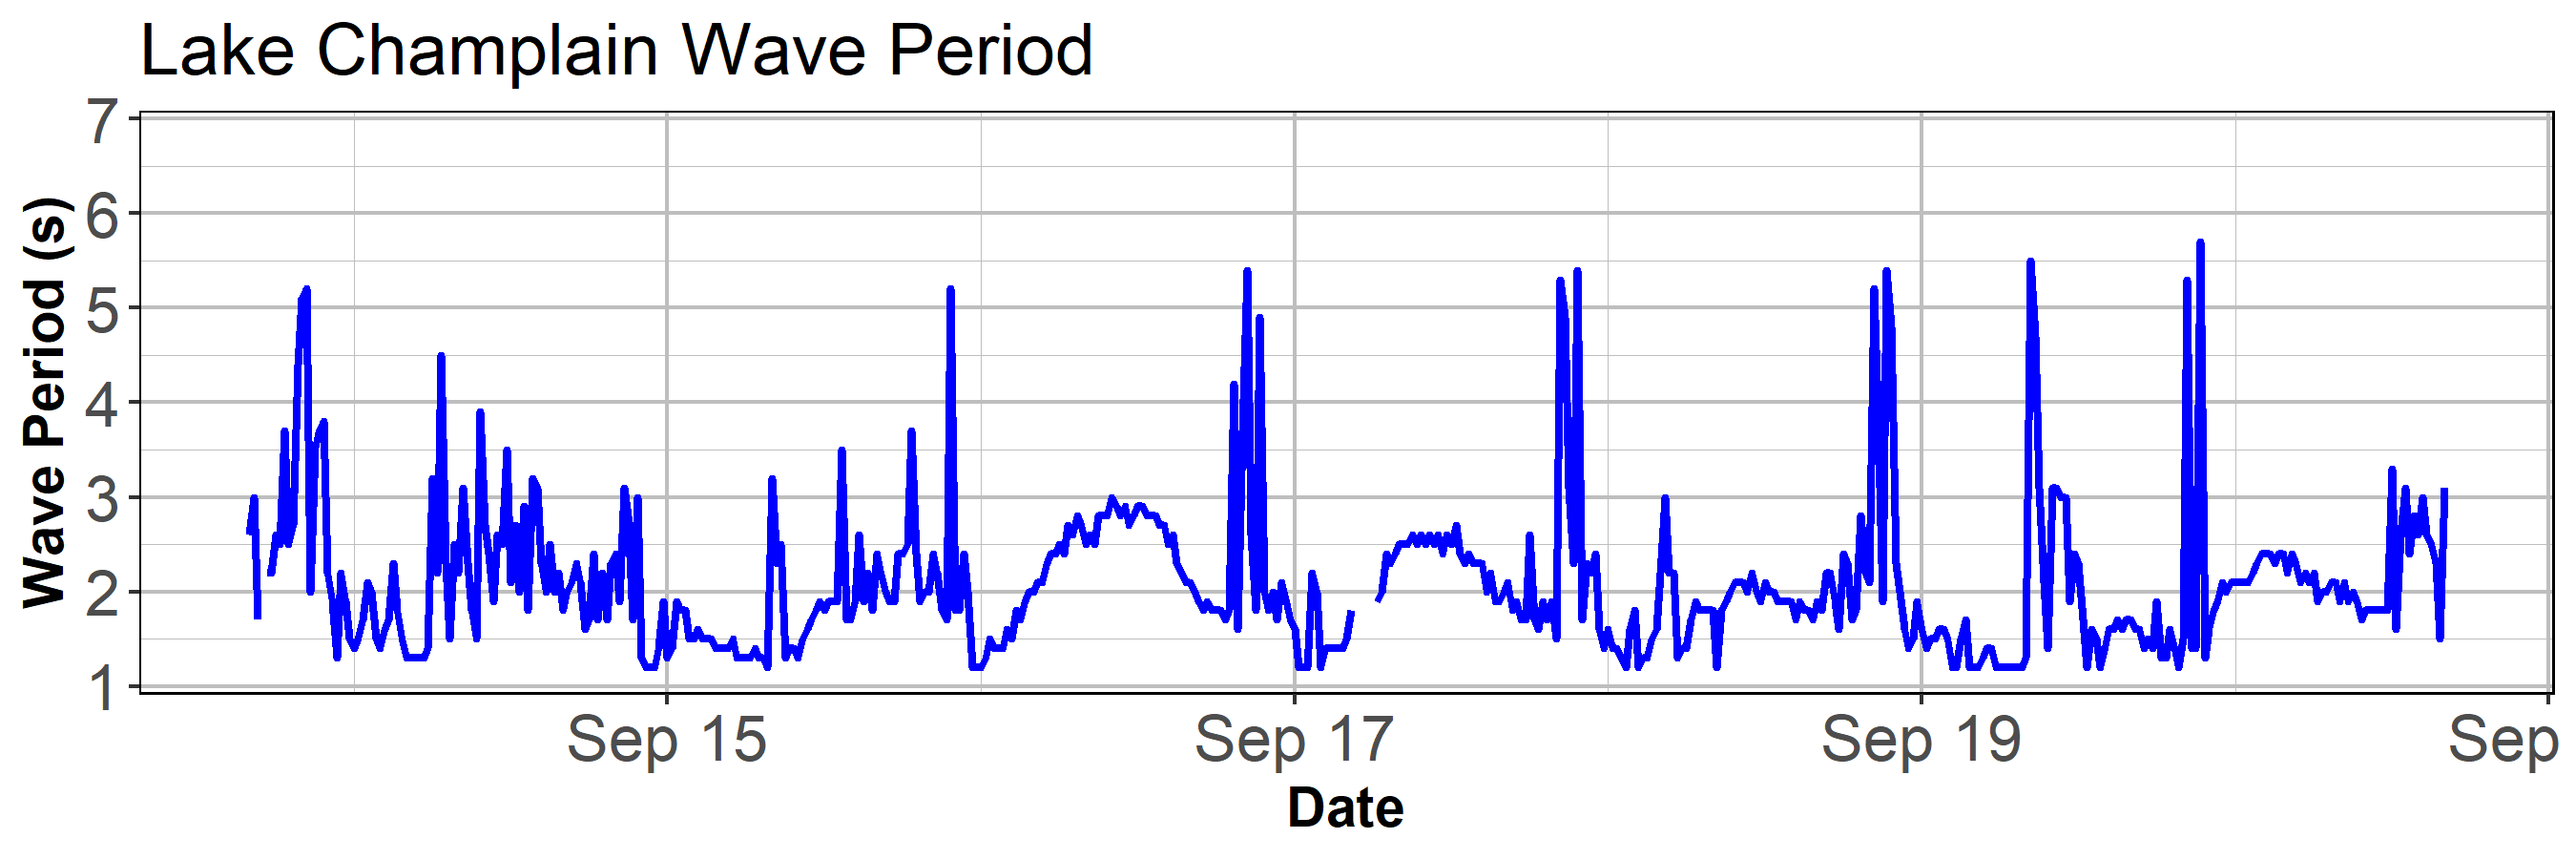 Lake Champlain Wave Period
Wave Period (s)
7
6
5
4
3
2
1
Sep 15
Sep 17
Sep 19
Sep
Date